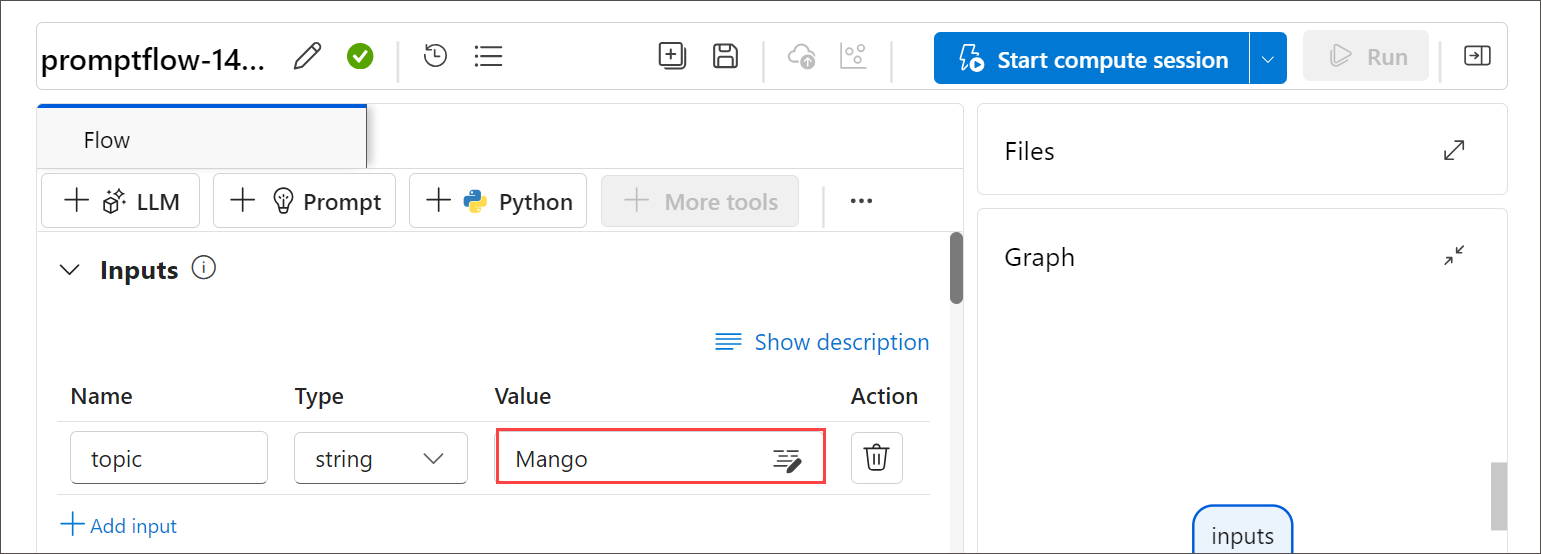 promptflow-14...
Start compute session
Run
Flow
LLM
Prompt
Python
More tools
Inputs
Show description
Name Type Value Action
topic string Mango
Add input
Files
Graph
inputs